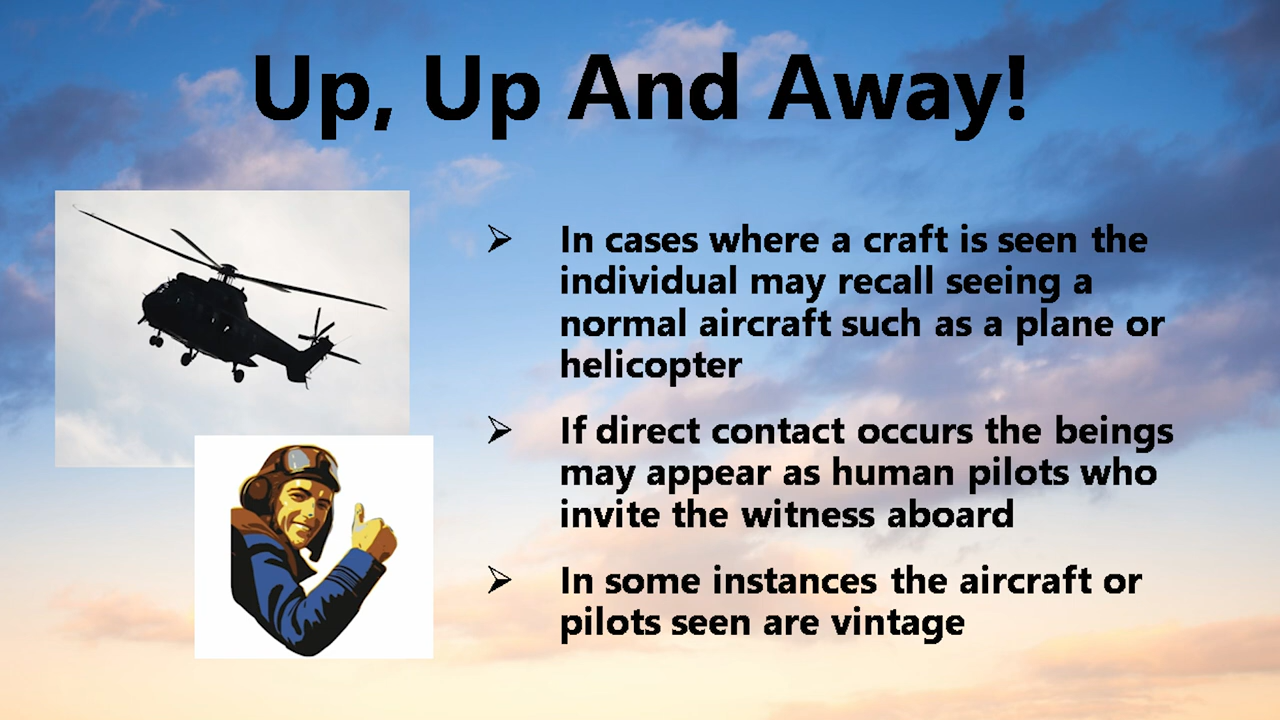 Up, Up And Away!
➢ In cases where a craft is seen the
individual may recall seeing a
normal aircraft such as a plane or
helicopter
➢ If direct contact occurs the beings
may appear as human pilots who
invite the witness aboard
➢ In some instances the aircraft or
pilots seen are vintage